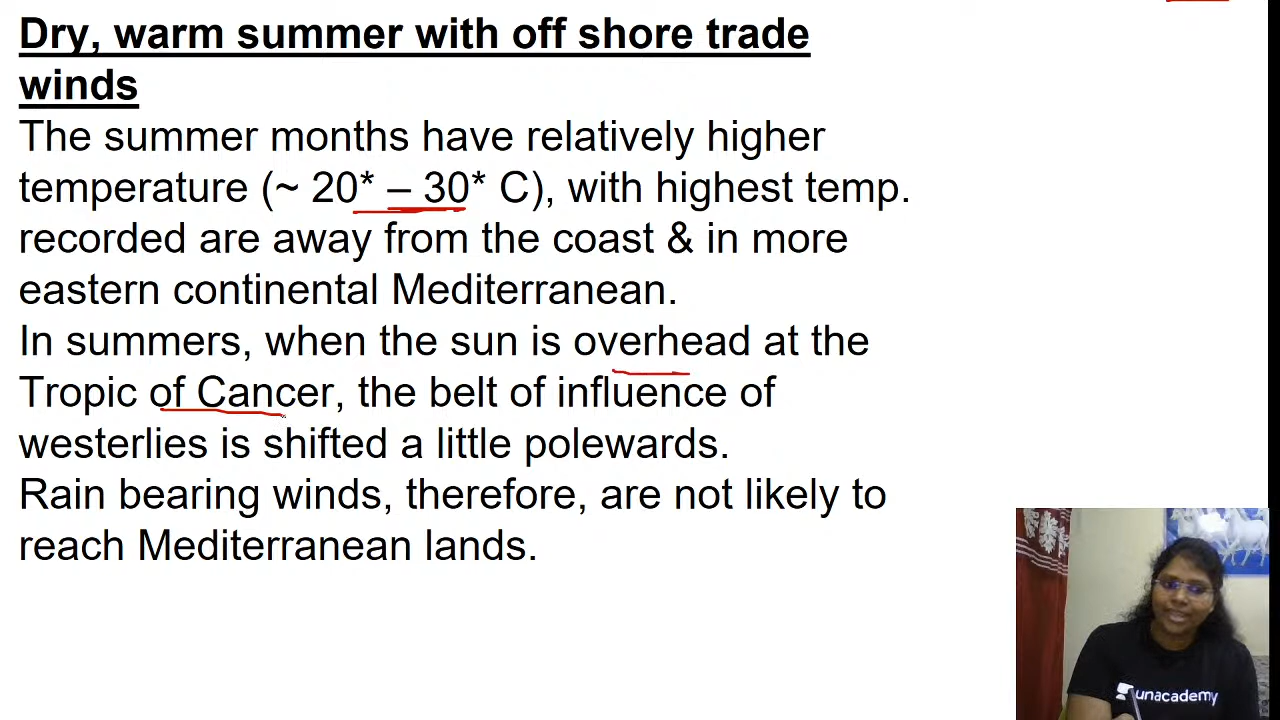 Dry, warm summer with off shore trade
winds
The summer months have relatively higher
temperature (~ 20* – 30* C), with highest temp.
recorded are away from the coast & in more
eastern continental Mediterranean.
In summers, when the sun is overhead at the
Tropic of Cancer, the belt of influence of
westerlies is shifted a little polewards.
Rain bearing winds, therefore, are not likely to
reach Mediterranean lands.
unacademy